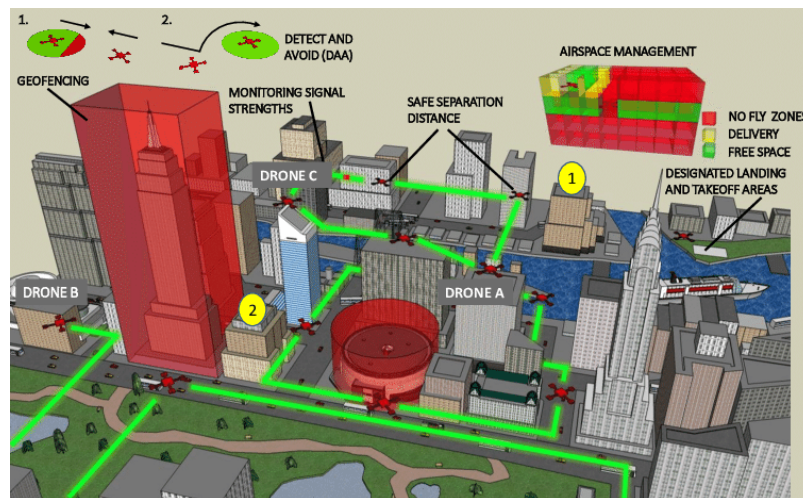 1.
2.
DETECT AND
AVOID (DAA)
AIRSPACE MANAGEMENT
GEOFENCING
MONITORING SIGNAL
STRENGTHS
SAFE SEPARATION
DISTANCE
NO FLY ZONES
DELIVERY
FREE SPACE
DESIGNATED LANDING
AND TAKEOFF AREAS
DRONE C
1
DRONE B
DRONE A
2